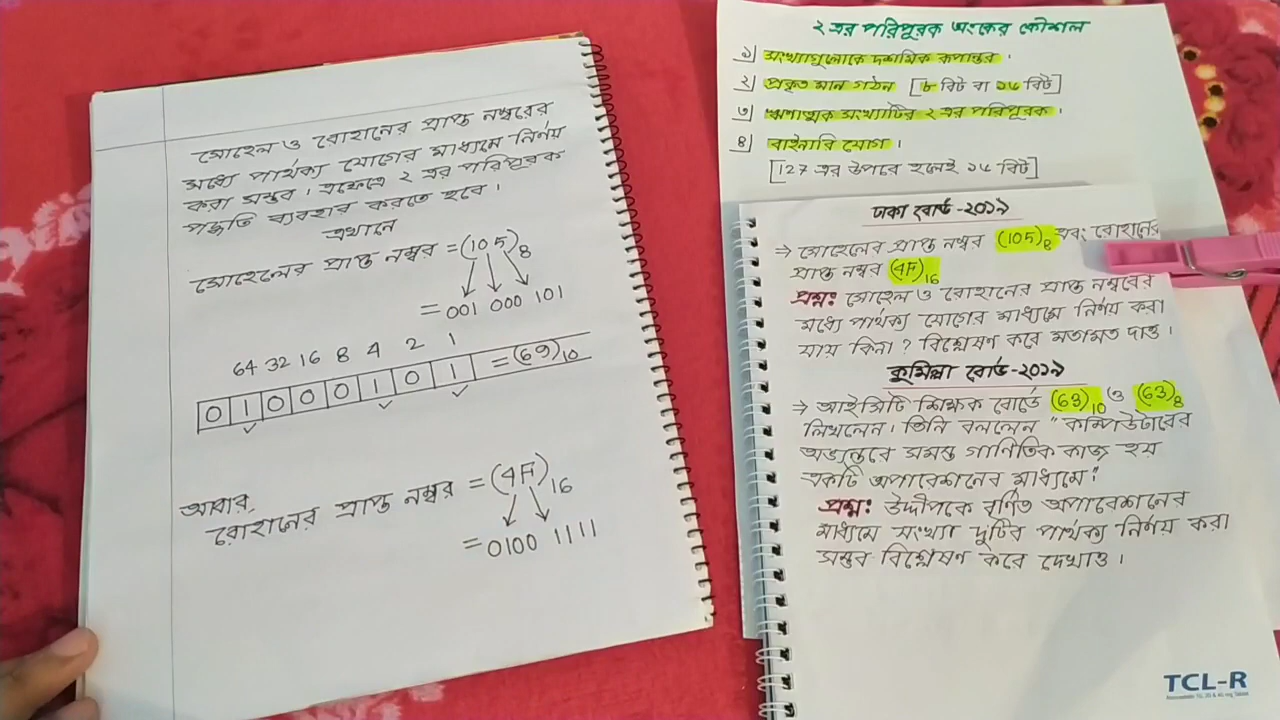 সোহেল ও রোহানের প্রাপ্ত নম্বরের
মধ্যে পার্থক্য যোগের মাধ্যমে নির্ণয়
করা সম্ভব। এক্ষেত্রে ২ এর পরিপূরক
পদ্ধতি ব্যবহার করতে হবে।
এখানে
সোহেলের প্রাপ্ত নম্বর = (105)8
= 001 000 101
64 32 16 8 4 2 1
0 1 0 0 0 1 0 1 = (69)10
আবার,
রোহানের প্রাপ্ত নম্বর = (4F)16
= 0100 1111
২ এর পরিপূরক অংকের কৌশল
১| সংখ্যাগুলোকে দশমিক রূপান্তর।
২| প্রকৃত মান গঠন [৮ বিট বা ১৬ বিট]
৩| ঋণাত্মক সংখ্যাটির ২ এর পরিপূরক।
৪| বাইনারি যোগ।
[127 এর উপরে হলেই ১৬ বিট]
ঢাকা বোর্ড-২০১৯
⇒ সোহেলের প্রাপ্ত নম্বর (105)8 এবং রোহানের
প্রাপ্ত নম্বর (4F)16
প্রশ্ন: সোহেল ও রোহানের প্রাপ্ত নম্বরের
মধ্যে পার্থক্য যোগের মাধ্যমে নির্ণয় করা
যায় কিনা? বিশ্লেষণ করে মতামত দাও।
কুমিল্লা বোর্ড-২০১৯
⇒ আইসিটি শিক্ষক বোর্ডে (63)10 ও (63)8
লিখলেন। তিনি বললেন "কম্পিউটারের
অভ্যন্তরে সমস্ত গাণিতিক কাজ হয়
একটি অপারেশনের মাধ্যমে।"
প্রশ্ন: উদ্দীপকে বর্ণিত অপারেশনের
মাধ্যমে সংখ্যা দুটির পার্থক্য নির্ণয় করা
সম্ভব-বিশ্লেষণ করে দেখাও।
TCL-R